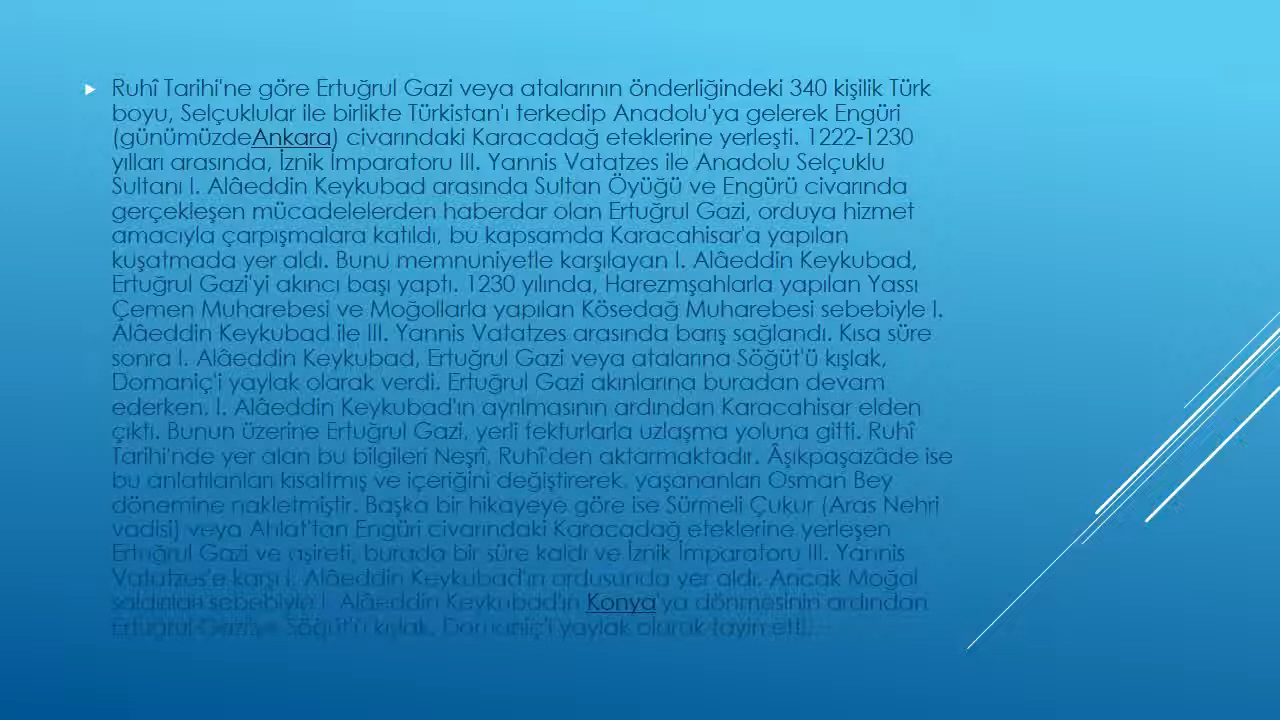 Ruhî Tarihi'ne göre Ertuğrul Gazi veya atalarının önderliğindeki 340 kişilik Türk
boyu, Selçuklular ile birlikte Türkistan'ı terkedip Anadolu'ya gelerek Engüri
(günümüzdeAnkara) civarındaki Karacadağ eteklerine yerleşti. 1222-1230
yılları arasında, İznik İmparatoru III. Yannis Vatatzes ile Anadolu Selçuklu
Sultanı I. Alâeddin Keykubad arasında Sultan Öyüğü ve Engürü civarında
gerçekleşen mücadelelerden haberdar olan Ertuğrul Gazi, orduya hizmet
amacıyla çarpışmalara katıldı, bu kapsamda Karacahisar'a yapılan
kuşatmada yer aldı. Bunu memnuniyetle karşılayan I. Alâeddin Keykubad,
Ertuğrul Gazi'yi akıncı başı yaptı. 1230 yılında, Harezmşahlarla yapılan Yassı
Çemen Muharebesi ve Moğollarla yapılan Kösedağ Muharebesi sebebiyle I.
Alâeddin Keykubad ile III. Yannis Vatatzes arasında barış sağlandı. Kısa süre
sonra I. Alâeddin Keykubad, Ertuğrul Gazi veya atalarına Söğüt'ü kışlak,
Domaniç'i yaylak olarak verdi. Ertuğrul Gazi akınlarına buradan devam
ederken, I. Alâeddin Keykubad'ın ayrılmasının ardından Karacahisar elden
çıktı. Bunun üzerine Ertuğrul Gazi, yerli tekturlarla uzlaşma yoluna gitti. Ruhî
Tarihi'nde yer alan bu bilgileri Neşrî, Ruhî'den aktarmaktadır. Âşıkpaşazâde ise
bu anlatılanları kısaltmış ve içeriğini değiştirerek, yaşananları Osman Bey
dönemine nakletmiştir. Başka bir hikayeye göre ise Sürmeli Çukur (Aras Nehri
vadisi) veya Ahlat'tan Engüri civarındaki Karacadağ eteklerine yerleşen
Ertuğrul Gazi ve aşireti, burada bir süre kaldı ve İznik İmparatoru III. Yannis
Vatatzes'e karşı I. Alâeddin Keykubad'ın ordusunda yer aldı. Ancak Moğol
saldırıları sebebiyle I. Alâeddin Keykubad'ın Konya'ya dönmesinin ardından
Ertuğrul Gazi'ye Söğüt'ü kışlak, Domaniç'i yaylak olarak tayin etti.